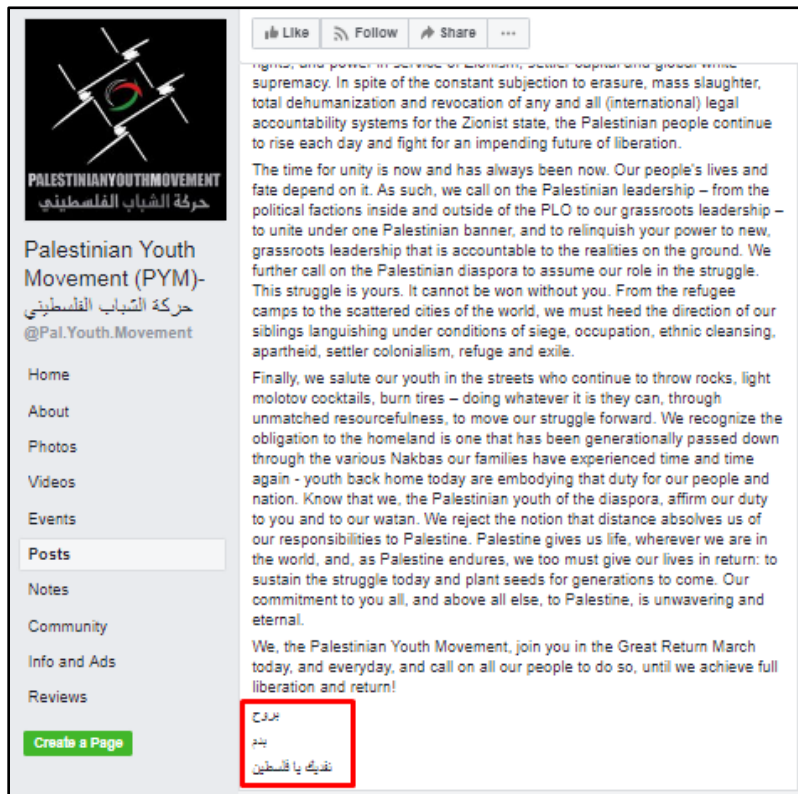 PALESTINIANYOUTHMOVEMENT
حركة الشباب الفلسطيني
Palestinian Youth
Movement (PYM)-
حركة الشباب الفلسطيني
@Pal.Youth.Movement
Home
About
Photos
Videos
Events
Posts
Notes
Community
Info and Ads
Reviews
Create a Page
Like Follow Share ...
rights, and power in service of Zionism, settler capital and global white
supremacy. In spite of the constant subjection to erasure, mass slaughter,
total dehumanization and revocation of any and all (international) legal
accountability systems for the Zionist state, the Palestinian people continue
to rise each day and fight for an impending future of liberation.
The time for unity is now and has always been now. Our people's lives and
fate depend on it. As such, we call on the Palestinian leadership – from the
political factions inside and outside of the PLO to our grassroots leadership –
to unite under one Palestinian banner, and to relinquish your power to new,
grassroots leadership that is accountable to the realities on the ground. We
further call on the Palestinian diaspora to assume our role in the struggle.
This struggle is yours. It cannot be won without you. From the refugee
camps to the scattered cities of the world, we must heed the direction of our
siblings languishing under conditions of siege, occupation, ethnic cleansing,
apartheid, settler colonialism, refuge and exile.
Finally, we salute our youth in the streets who continue to throw rocks, light
molotov cocktails, burn tires – doing whatever it is they can, through
unmatched resourcefulness, to move our struggle forward. We recognize the
obligation to the homeland is one that has been generationally passed down
through the various Nakbas our families have experienced time and time
again - youth back home today are embodying that duty for our people and
nation. Know that we, the Palestinian youth of the diaspora, affirm our duty
to you and to our watan. We reject the notion that distance absolves us of
our responsibilities to Palestine. Palestine gives us life, wherever we are in
the world, and, as Palestine endures, we too must give our lives in return: to
sustain the struggle today and plant seeds for generations to come. Our
commitment to you all, and above all else, to Palestine, is unwavering and
eternal.
We, the Palestinian Youth Movement, join you in the Great Return March
today, and everyday, and call on all our people to do so, until we achieve full
liberation and return!
بروح
بدم
نفديك يا فلسطين